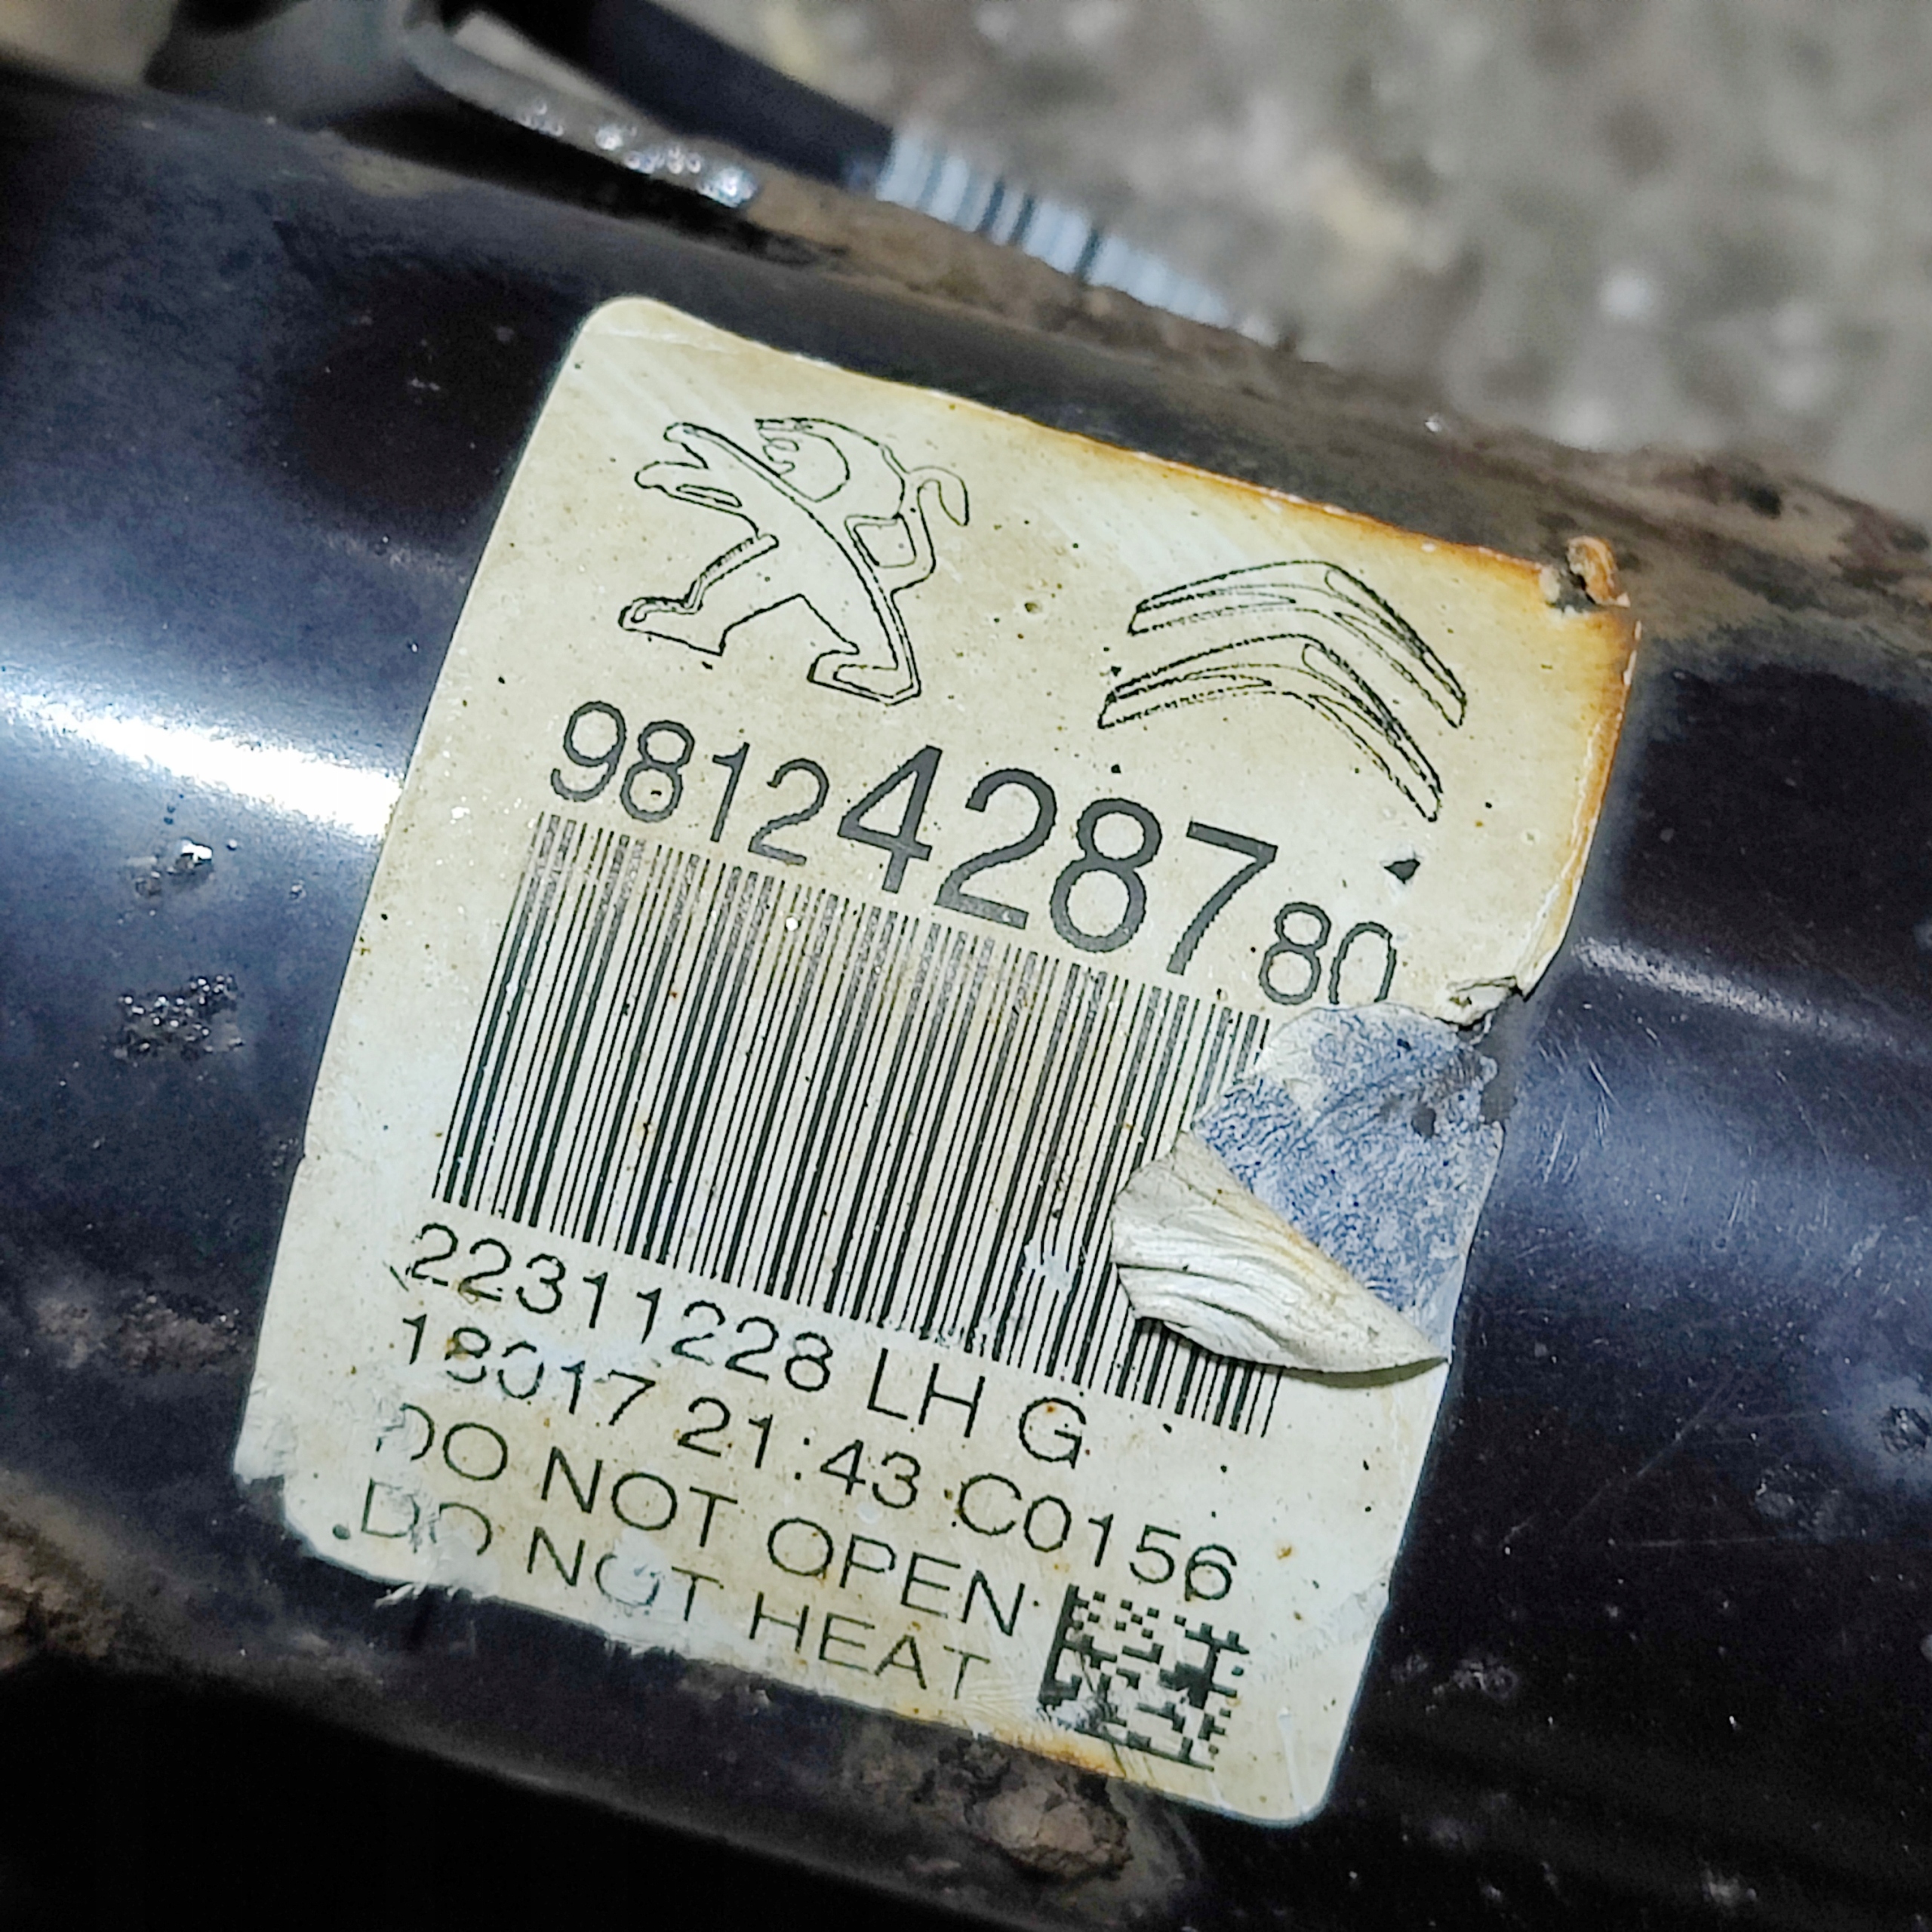 9812428780
22311228 LH G
18017 21:43 C0156
DO NOT OPEN
DO NOT HEAT